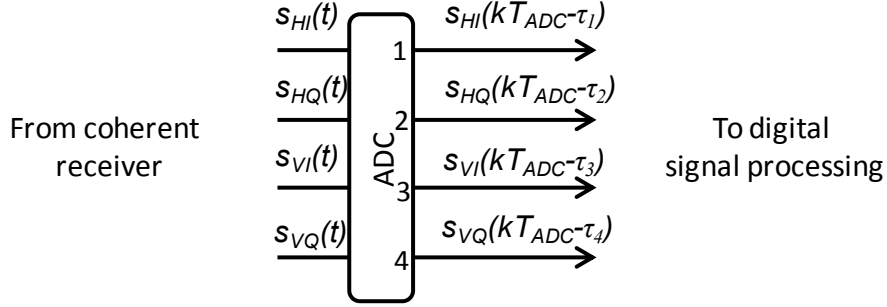 s_HI(t) s_HI(kT_ADC-τ_1)
1
s_HQ(t) s_HQ(kT_ADC-τ_2)
From coherent 2 To digital
receiver ADC signal processing
s_VI(t) s_VI(kT_ADC-τ_3)
3
s_VQ(t) s_VQ(kT_ADC-τ_4)
4